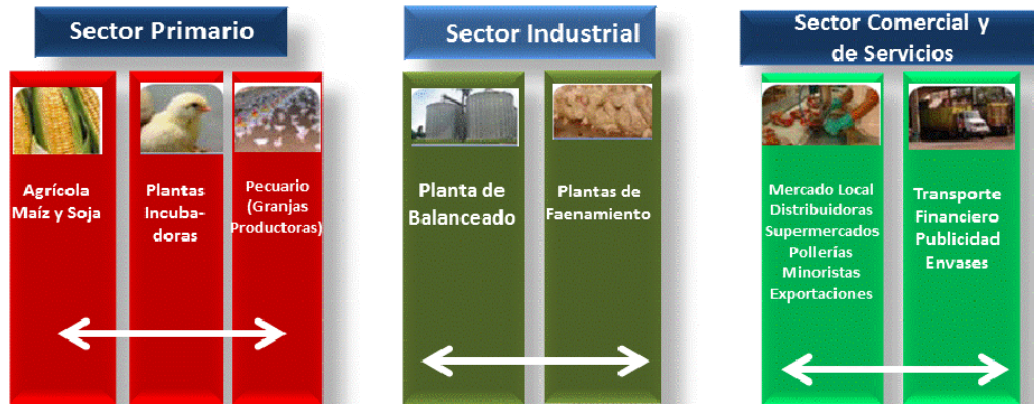 Sector Primario
Agrícola
Maíz y Soja
Plantas
Incuba-
doras
Pecuario
(Granjas
Productoras)
Sector Industrial
Planta de
Balanceado
Plantas de
Faenamiento
Sector Comercial y
de Servicios
Mercado Local
Distribuidoras
Supermercados
Pollerías
Minoristas
Exportaciones
Transporte
Financiero
Publicidad
Envases